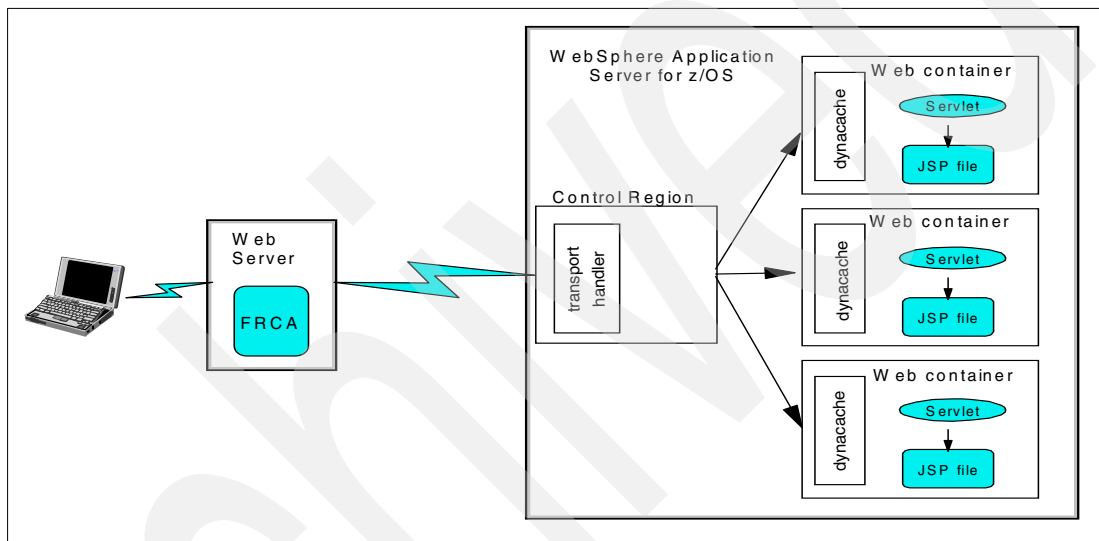 WebSphere Application
Server for z/OS
Web container
dynacache
Servlet
JSP file
Control Region
transport
handler
Web
Server
FRCA
Web container
dynacache
Servlet
JSP file
Web container
dynacache
Servlet
JSP file